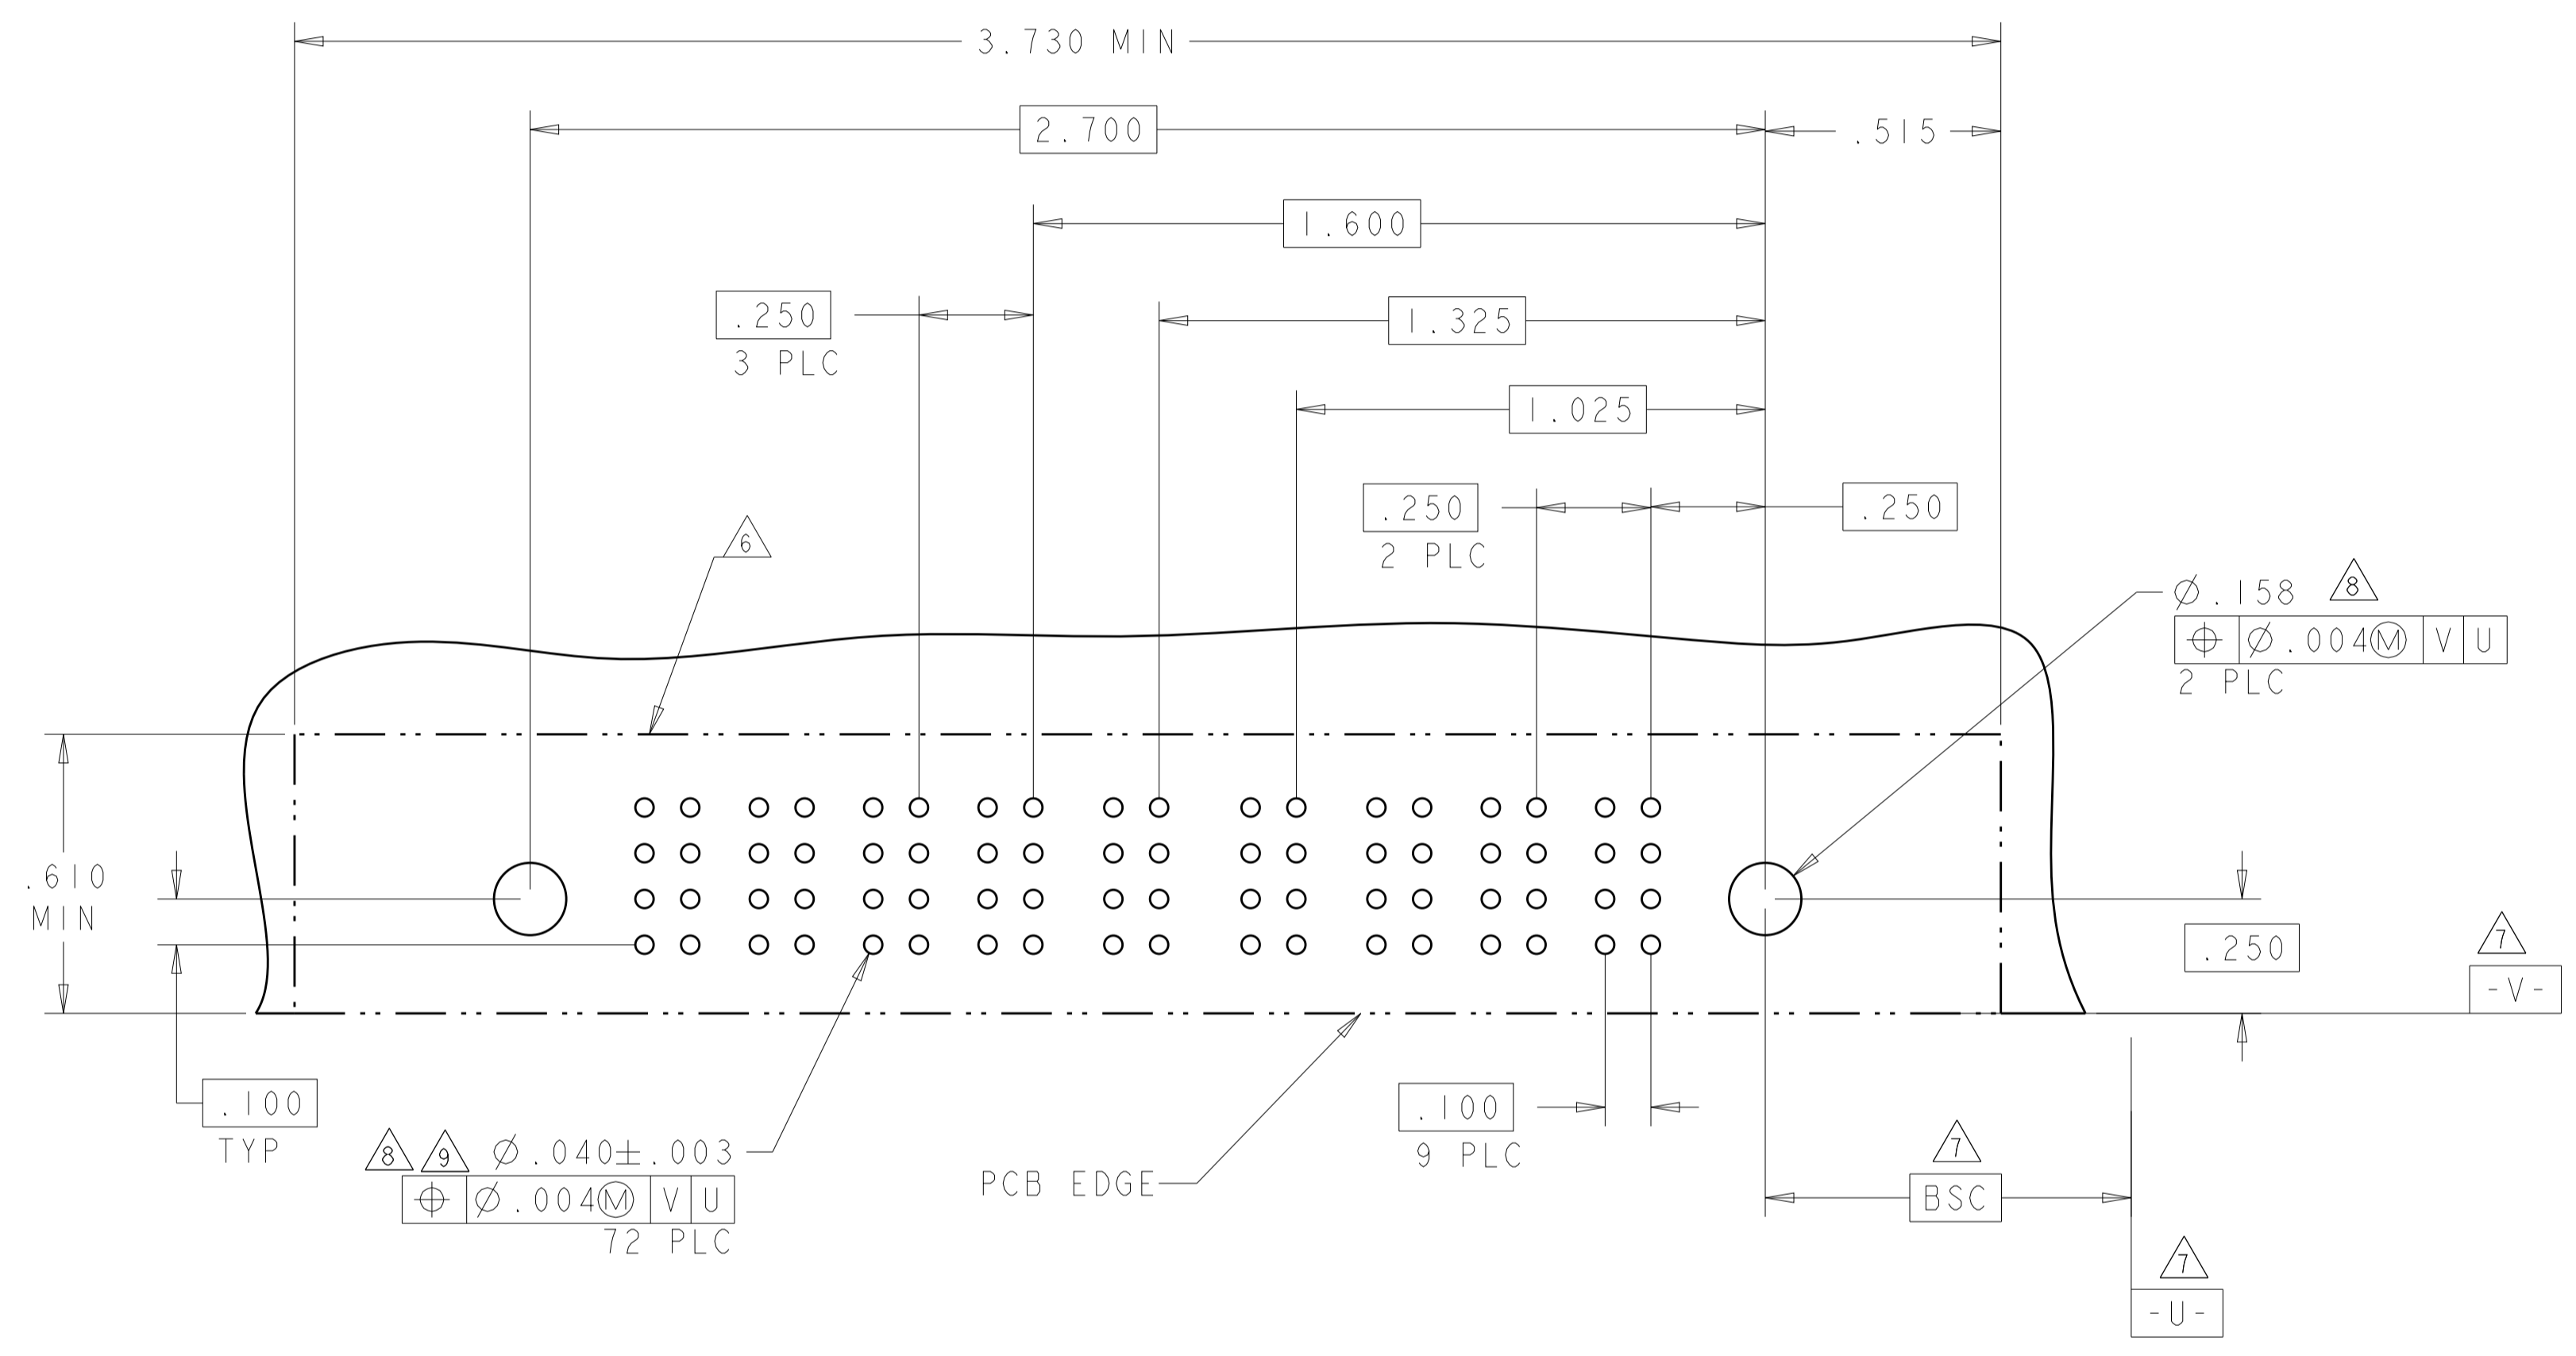 3.730 MIN
2.700
.515
1.600
.250
3 PLC
1.325
1.025
.250
2 PLC
.250
6
Ø.158 8
⌖ Ø.004Ⓜ V U
2 PLC
.610
MIN
.250
7
-V-
.100
TYP
8 9 Ø.040±.003
⌖ Ø.004Ⓜ V U
72 PLC
PCB EDGE
.100
9 PLC
7
BSC
7
-U-